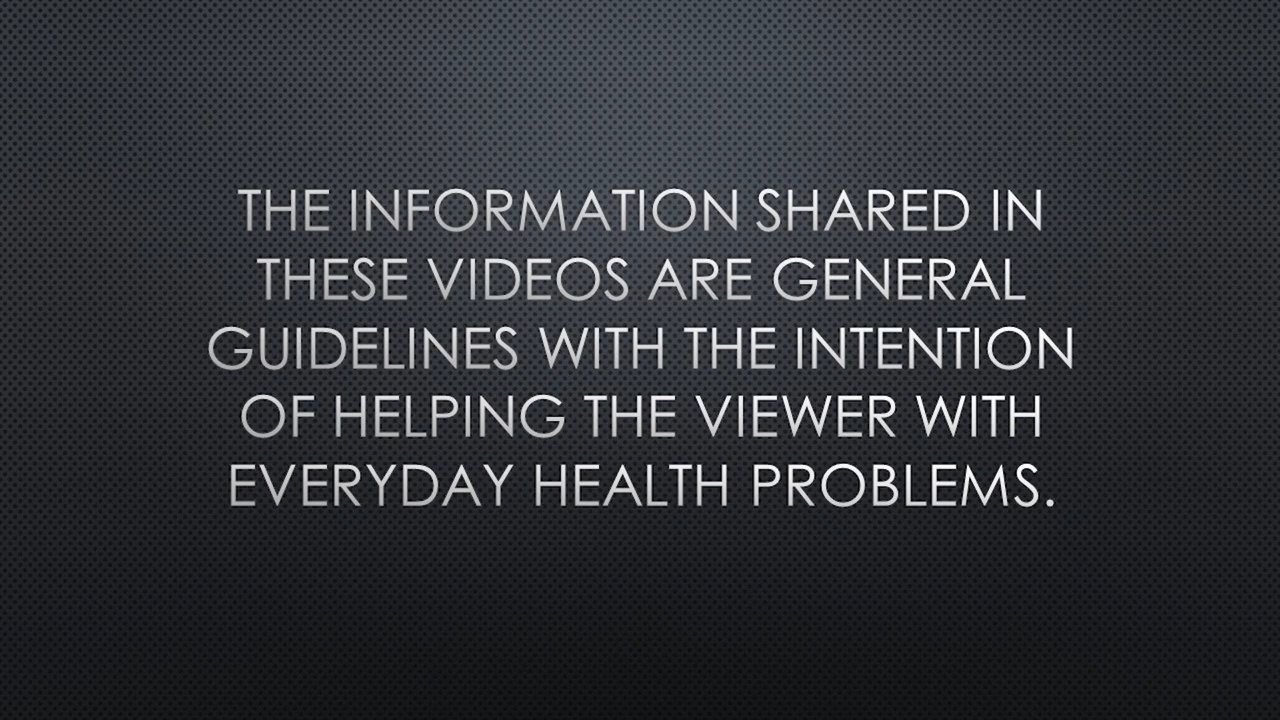 THE INFORMATION SHARED IN
THESE VIDEOS ARE GENERAL
GUIDELINES WITH THE INTENTION
OF HELPING THE VIEWER WITH
EVERYDAY HEALTH PROBLEMS.